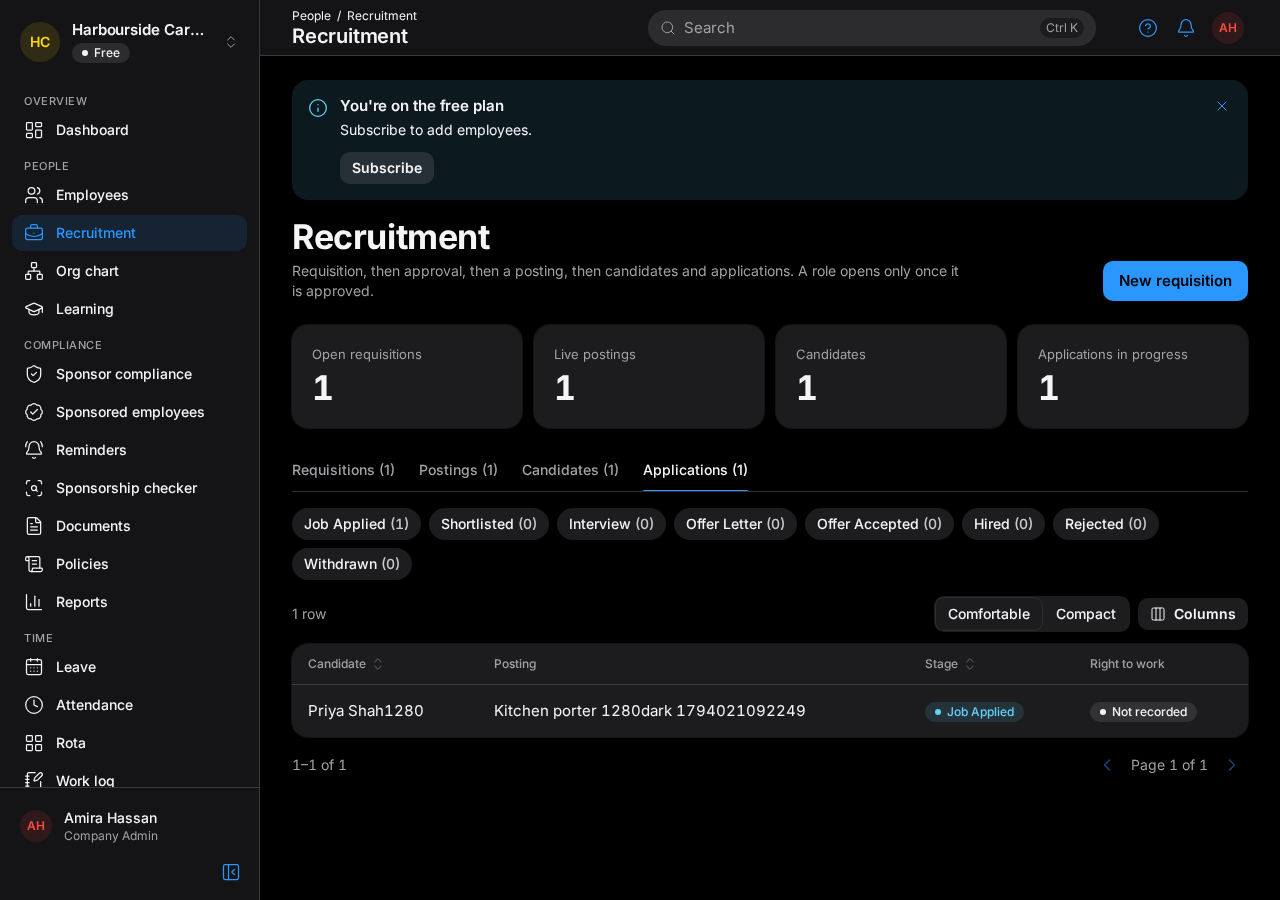 HC
Harbourside Car...
Free
OVERVIEW
Dashboard
PEOPLE
Employees
Recruitment
Org chart
Learning
COMPLIANCE
Sponsor compliance
Sponsored employees
Reminders
Sponsorship checker
Documents
Policies
Reports
TIME
Leave
Attendance
Rota
Work log
AH
Amira Hassan
Company Admin
People / Recruitment
Recruitment
Search
Ctrl K
AH
You're on the free plan
Subscribe to add employees.
Subscribe
Recruitment
Requisition, then approval, then a posting, then candidates and applications. A role opens only once it
is approved.
New requisition
Open requisitions
1
Live postings
1
Candidates
1
Applications in progress
1
Requisitions (1) Postings (1) Candidates (1) Applications (1)
Job Applied (1) Shortlisted (0) Interview (0) Offer Letter (0) Offer Accepted (0) Hired (0) Rejected (0)
Withdrawn (0)
1 row
Comfortable Compact Columns
Candidate Posting Stage Right to work
Priya Shah1280 Kitchen porter 1280dark 1794021092249 Job Applied Not recorded
1–1 of 1
Page 1 of 1